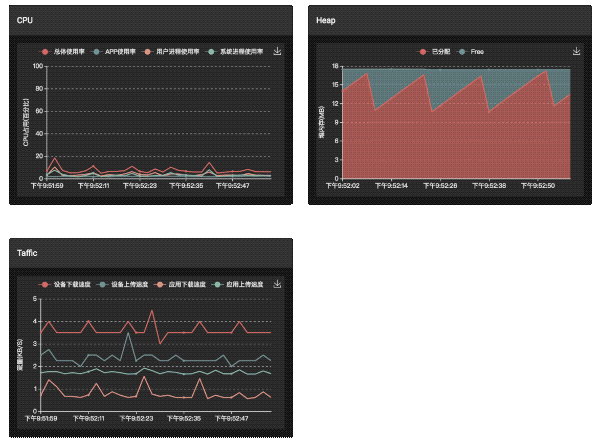 CPU
总体使用率 APP使用率 用户进程使用率 系统进程使用率
CPU占用(百分比)
100
80
60
40
20
0
下午9:51:59 下午9:52:11 下午9:52:23 下午9:52:35 下午9:52:47
Heap
已分配 Free
堆内存(MB)
18
15
12
9
6
3
0
下午9:52:02 下午9:52:14 下午9:52:26 下午9:52:38 下午9:52:50
Taffic
设备下载速度 设备上传速度 应用下载速度 应用上传速度
流量(KB/S)
5
4
3
2
1
0
下午9:51:59 下午9:52:11 下午9:52:23 下午9:52:35 下午9:52:47